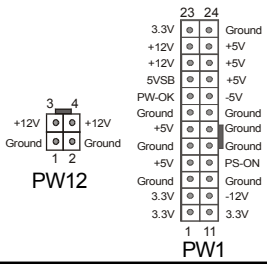 23 24
3.3V Ground
+12V +5V
+12V +5V
5VSB +5V
PW-OK -5V
Ground Ground
+5V Ground
Ground Ground
+5V PS-ON
Ground Ground
3.3V -12V
3.3V 3.3V
1 11
PW1
3 4
+12V +12V
Ground Ground
1 2
PW12